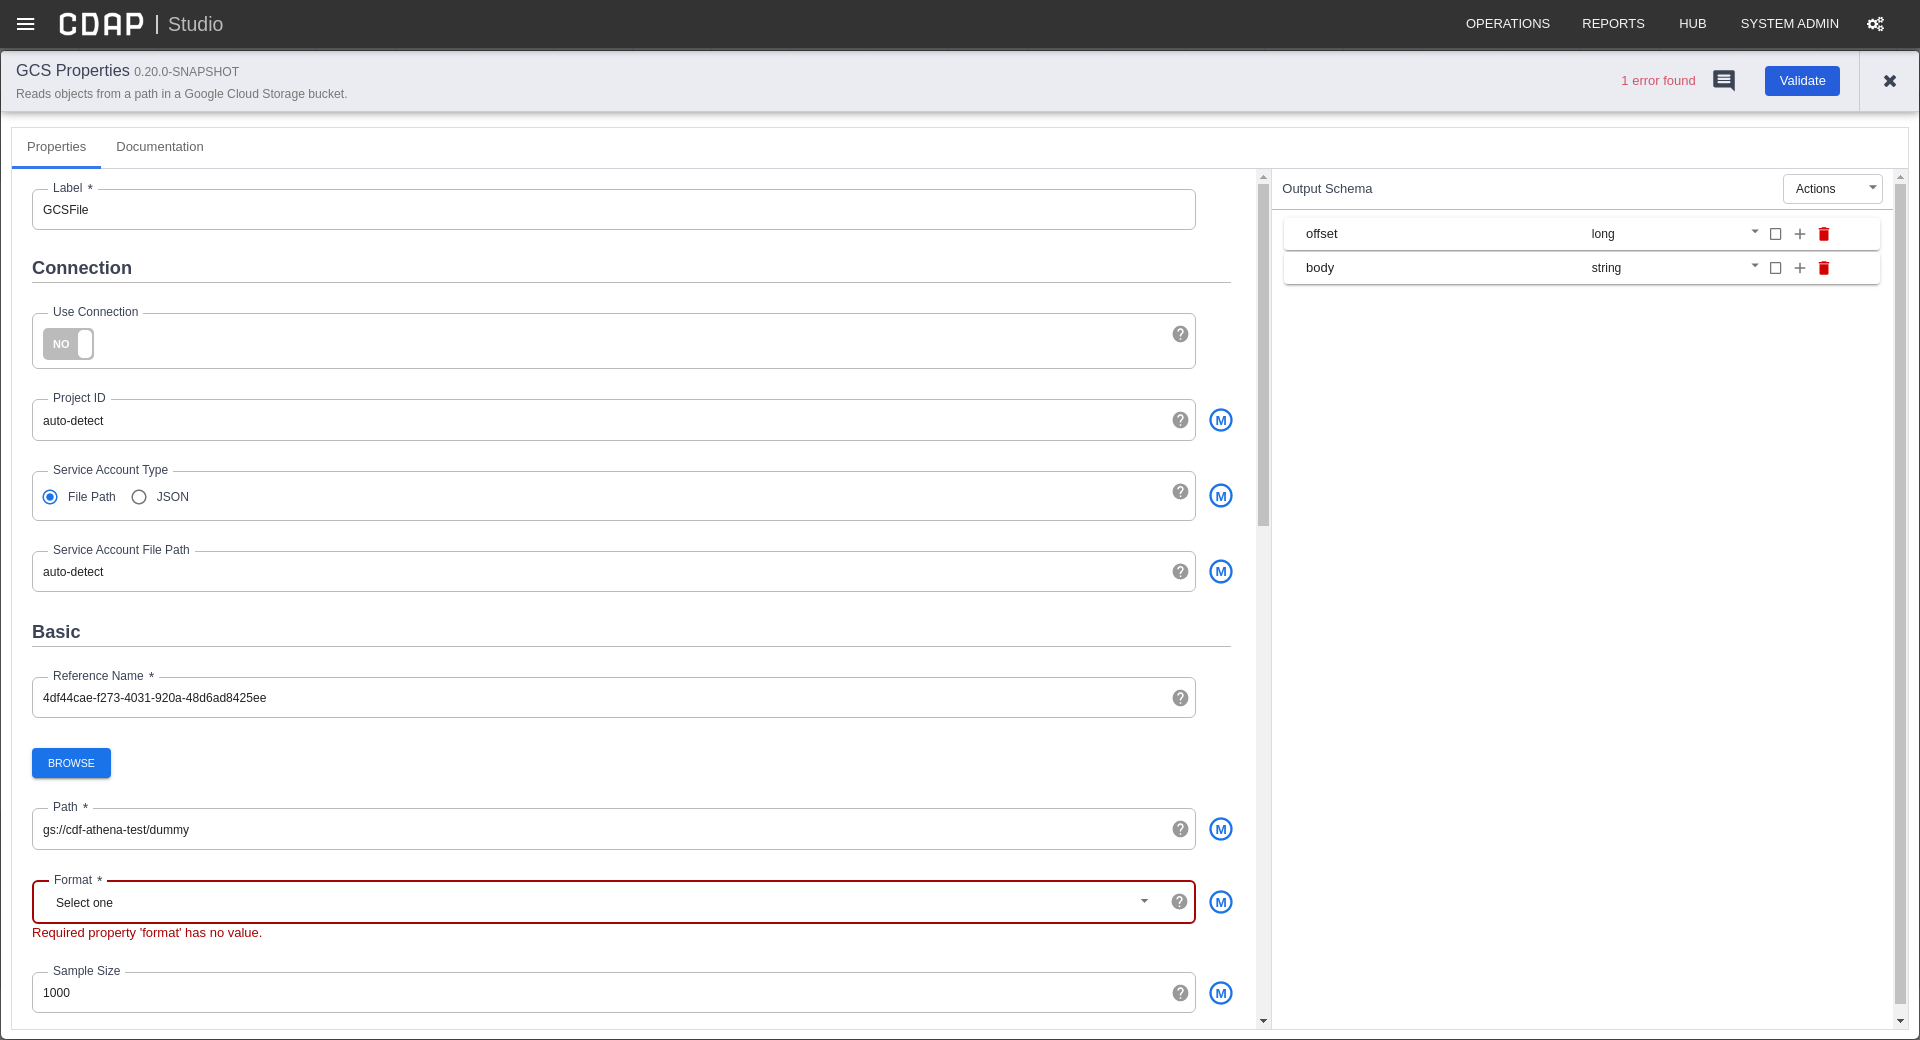 CDAP | Studio
OPERATIONS REPORTS HUB SYSTEM ADMIN
GCS Properties 0.20.0-SNAPSHOT
Reads objects from a path in a Google Cloud Storage bucket.
1 error found
Validate
Properties Documentation
Label *
GCSFile
Connection
Use Connection
NO
Project ID
auto-detect
M
Service Account Type
File Path JSON
M
Service Account File Path
auto-detect
M
Basic
Reference Name *
4df44cae-f273-4031-920a-48d6ad8425ee
BROWSE
Path *
gs://cdf-athena-test/dummy
M
Format *
Select one
M
Required property 'format' has no value.
Sample Size
1000
M
Output Schema
Actions
offset long
body string